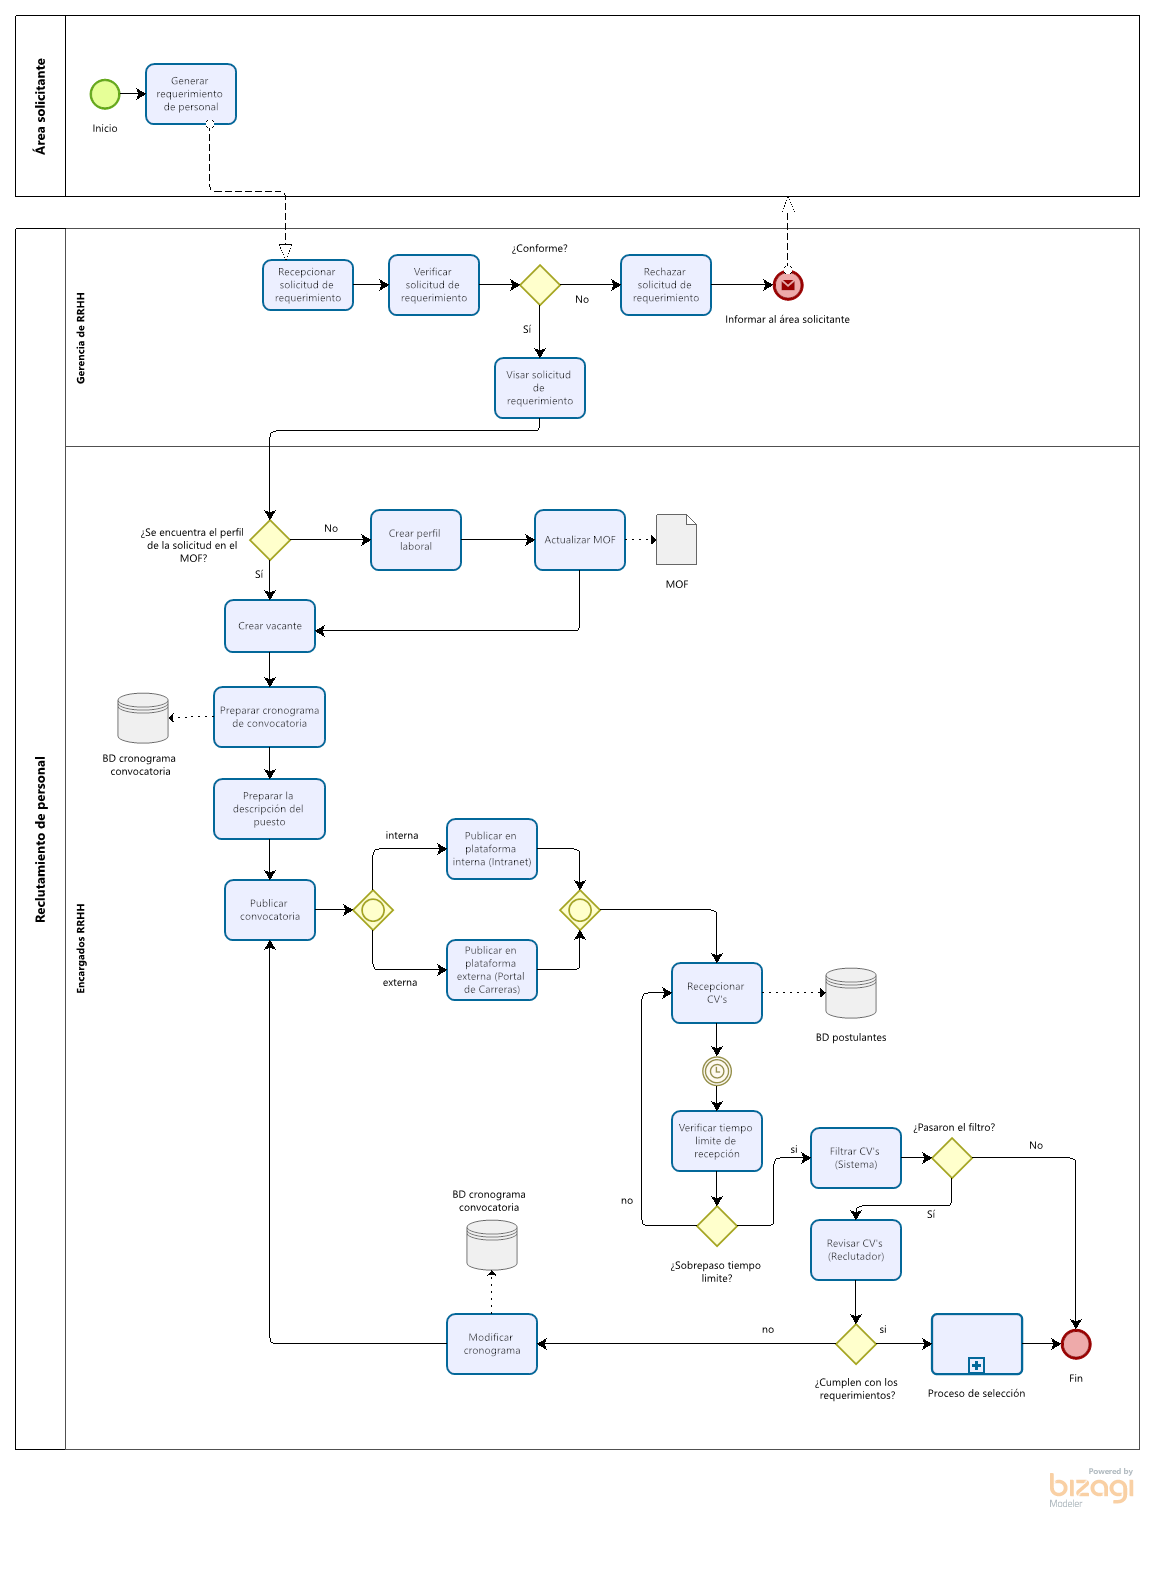 Área solicitante
Generar
requerimiento
de personal
Inicio
Reclutamiento de personal
Gerencia de RRHH
¿Conforme?
Recepcionar
solicitud de
requerimiento
Verificar
solicitud de
requerimiento
Rechazar
solicitud de
requerimiento
No
Informar al área solicitante
Sí
Visar solicitud
de
requerimiento
Encargados RRHH
¿Se encuentra el perfil
de la solicitud en el
MOF?
No
Crear perfil
laboral
Actualizar MOF
MOF
Sí
Crear vacante
Preparar cronograma
de convocatoria
BD cronograma
convocatoria
Preparar la
descripción del
puesto
interna
Publicar en
plataforma
interna (Intranet)
Publicar
convocatoria
externa
Publicar en
plataforma
externa (Portal
de Carreras)
Recepcionar
CV's
BD postulantes
Verificar tiempo
limite de
recepción
si
Filtrar CV's
(Sistema)
¿Pasaron el filtro?
No
no
Sí
BD cronograma
convocatoria
Revisar CV's
(Reclutador)
¿Sobrepaso tiempo
limite?
Modificar
cronograma
no
si
¿Cumplen con los
requerimientos?
Proceso de selección
Fin
Powered by
bizagi
Modeler